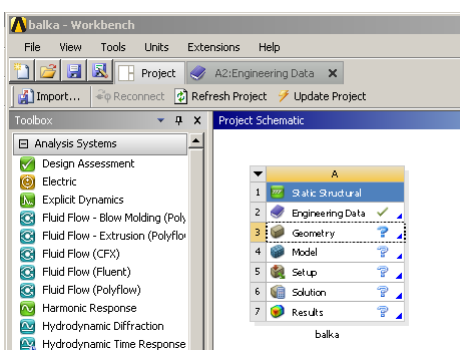 balka - Workbench
File View Tools Units Extensions Help
Project A2:Engineering Data
Import... Reconnect Refresh Project Update Project
Toolbox
Project Schematic
Analysis Systems
Design Assessment
Electric
Explicit Dynamics
Fluid Flow - Blow Molding (Poly
Fluid Flow - Extrusion (Polyflo
Fluid Flow (CFX)
Fluid Flow (Fluent)
Fluid Flow (Polyflow)
Harmonic Response
Hydrodynamic Diffraction
Hydrodynamic Time Response
A
1 Static Structural
2 Engineering Data
3 Geometry ?
4 Model ?
5 Setup ?
6 Solution ?
7 Results ?
balka